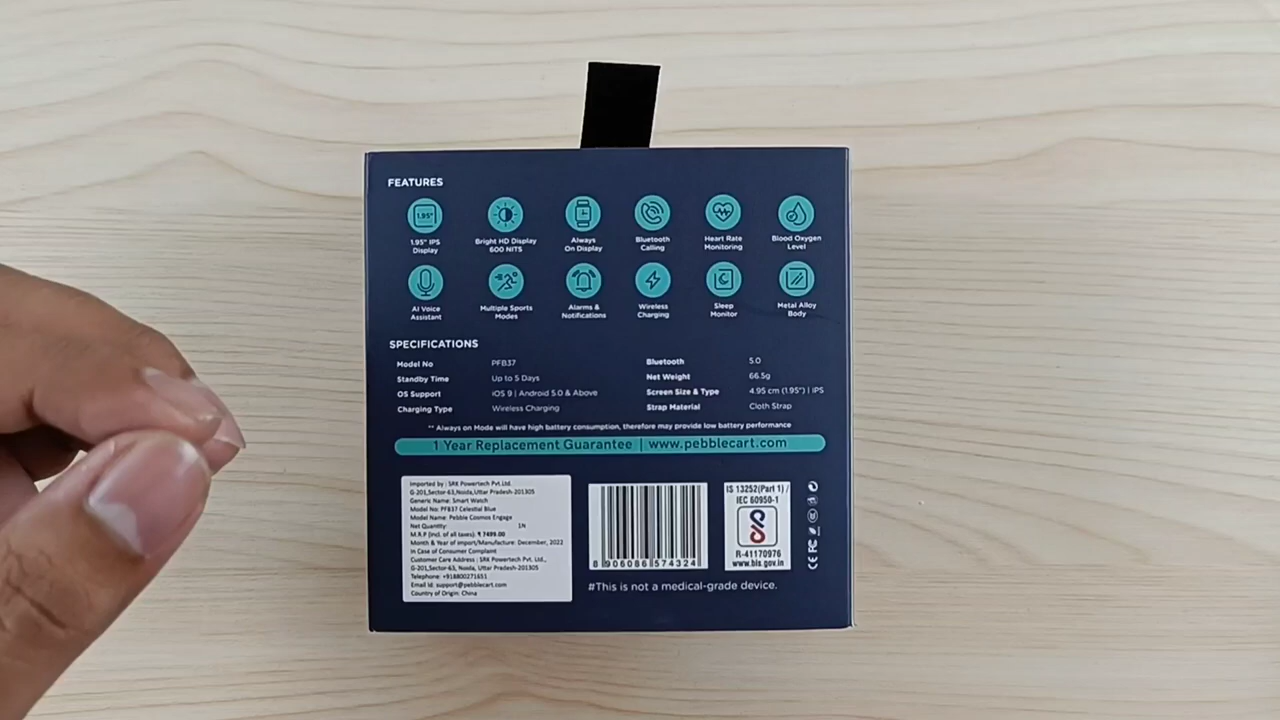 FEATURES
1.95"
1.95" IPS
Display
Bright HD Display
600 NITS
Always
On Display
Bluetooth
Calling
Heart Rate
Monitoring
Blood Oxygen
Level
AI Voice
Assistant
Multiple Sports
Modes
Alarms &
Notifications
Wireless
Charging
Sleep
Monitor
Metal Alloy
Body
SPECIFICATIONS
Model No PFB37
Standby Time Up to 5 Days
OS Support iOS 9 | Android 5.0 & Above
Charging Type Wireless Charging
Bluetooth 5.0
Net Weight 66.5g
Screen Size & Type 4.95 cm (1.95") | IPS
Strap Material Cloth Strap
** Always on Mode will have high battery consumption, therefore may provide low battery performance
1 Year Replacement Guarantee | www.pebblecart.com
Imported by : SRK Powertech Pvt.Ltd.
G-201,Sector-63,Noida,Uttar Pradesh-201305
Generic Name: Smart Watch
Model No: PFB37 Celestial Blue
Model Name: Pebble Cosmos Engage
Net Quantity: 1N
M.R.P (Incl. of all taxes): ₹ 7499.00
Month & Year of Import/Manufacture: December, 2022
In Case of Consumer Complaint
Customer Care Address : SRK Powertech Pvt. Ltd.,
G-201,Sector-63, Noida, Uttar Pradesh-201305
Telephone: +918800271651
Email Id: support@pebblecart.com
Country of Origin: China
8 906086 574324
IS 13252(Part 1) /
IEC 60950-1
R-41170976
www.bis.gov.in
CE FC
#This is not a medical-grade device.